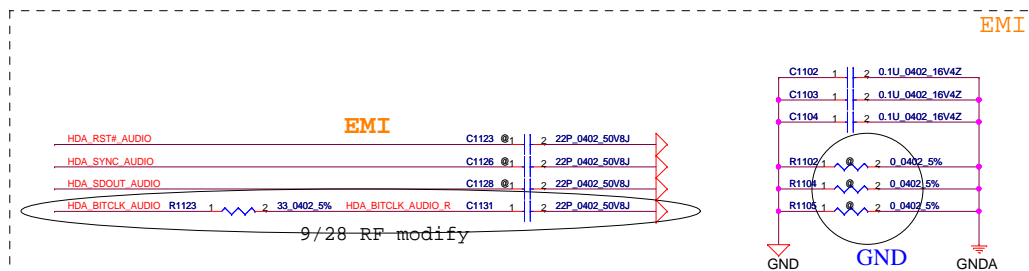 EMI
C1102 1 2 0.1U_0402_16V4Z
C1103 1 2 0.1U_0402_16V4Z
C1104 1 2 0.1U_0402_16V4Z
EMI
HDA_RST#_AUDIO C1123 @ 1 2 22P_0402_50V8J
HDA_SYNC_AUDIO C1126 @ 1 2 22P_0402_50V8J
HDA_SDOUT_AUDIO C1128 @ 1 2 22P_0402_50V8J
HDA_BITCLK_AUDIO R1123 1 2 33_0402_5% HDA_BITCLK_AUDIO_R C1131 1 2 22P_0402_50V8J
9/28 RF modify
R1102 1 @ 2 0_0402_5%
R1104 1 @ 2 0_0402_5%
R1105 1 @ 2 0_0402_5%
GND GND GNDA